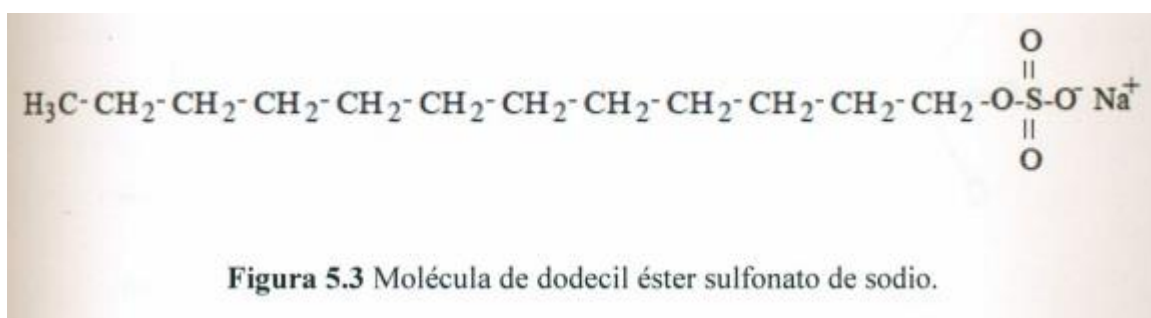 O
||
H₃C-CH₂-CH₂-CH₂-CH₂-CH₂-CH₂-CH₂-CH₂-CH₂-CH₂-CH₂-O-S-O⁻ Na⁺
||
O
Figura 5.3 Molécula de dodecil éster sulfonato de sodio.